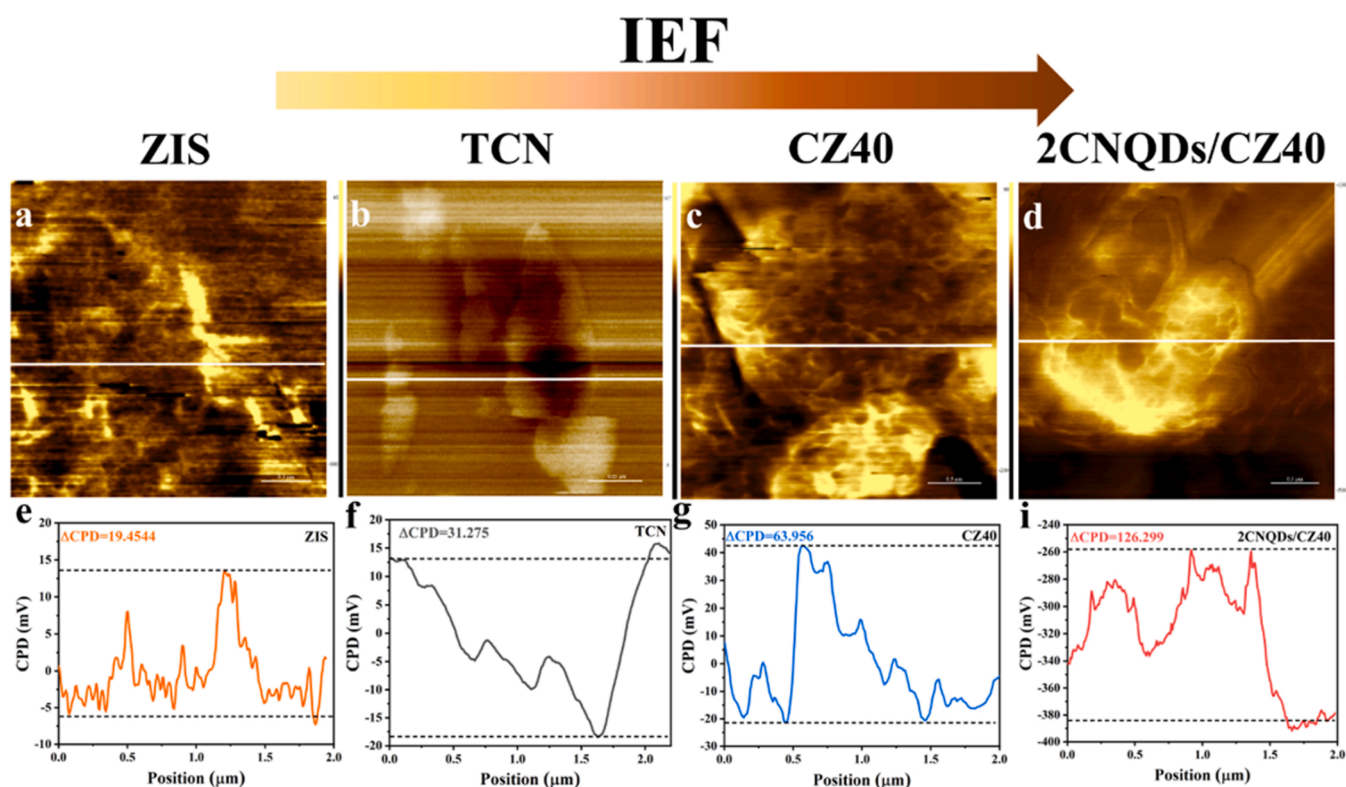 IEF
ZIS TCN CZ40 2CNQDs/CZ40
a b c d
0.5 μm
e f g i
ΔCPD=19.4544 ZIS
ΔCPD=31.275 TCN
ΔCPD=63.956 CZ40
ΔCPD=126.299 2CNQDs/CZ40
CPD (mV)
20
15
10
5
0
-5
-10
0.0 0.5 1.0 1.5 2.0
Position (μm)
CPD (mV)
20
15
10
5
0
-5
-10
-15
-20
0.0 0.5 1.0 1.5 2.0
Position (μm)
CPD (mV)
50
40
30
20
10
0
-10
-20
-30
0.0 0.5 1.0 1.5 2.0
Position (μm)
CPD (mV)
-240
-260
-280
-300
-320
-340
-360
-380
-400
0.0 0.5 1.0 1.5 2.0
Position (μm)